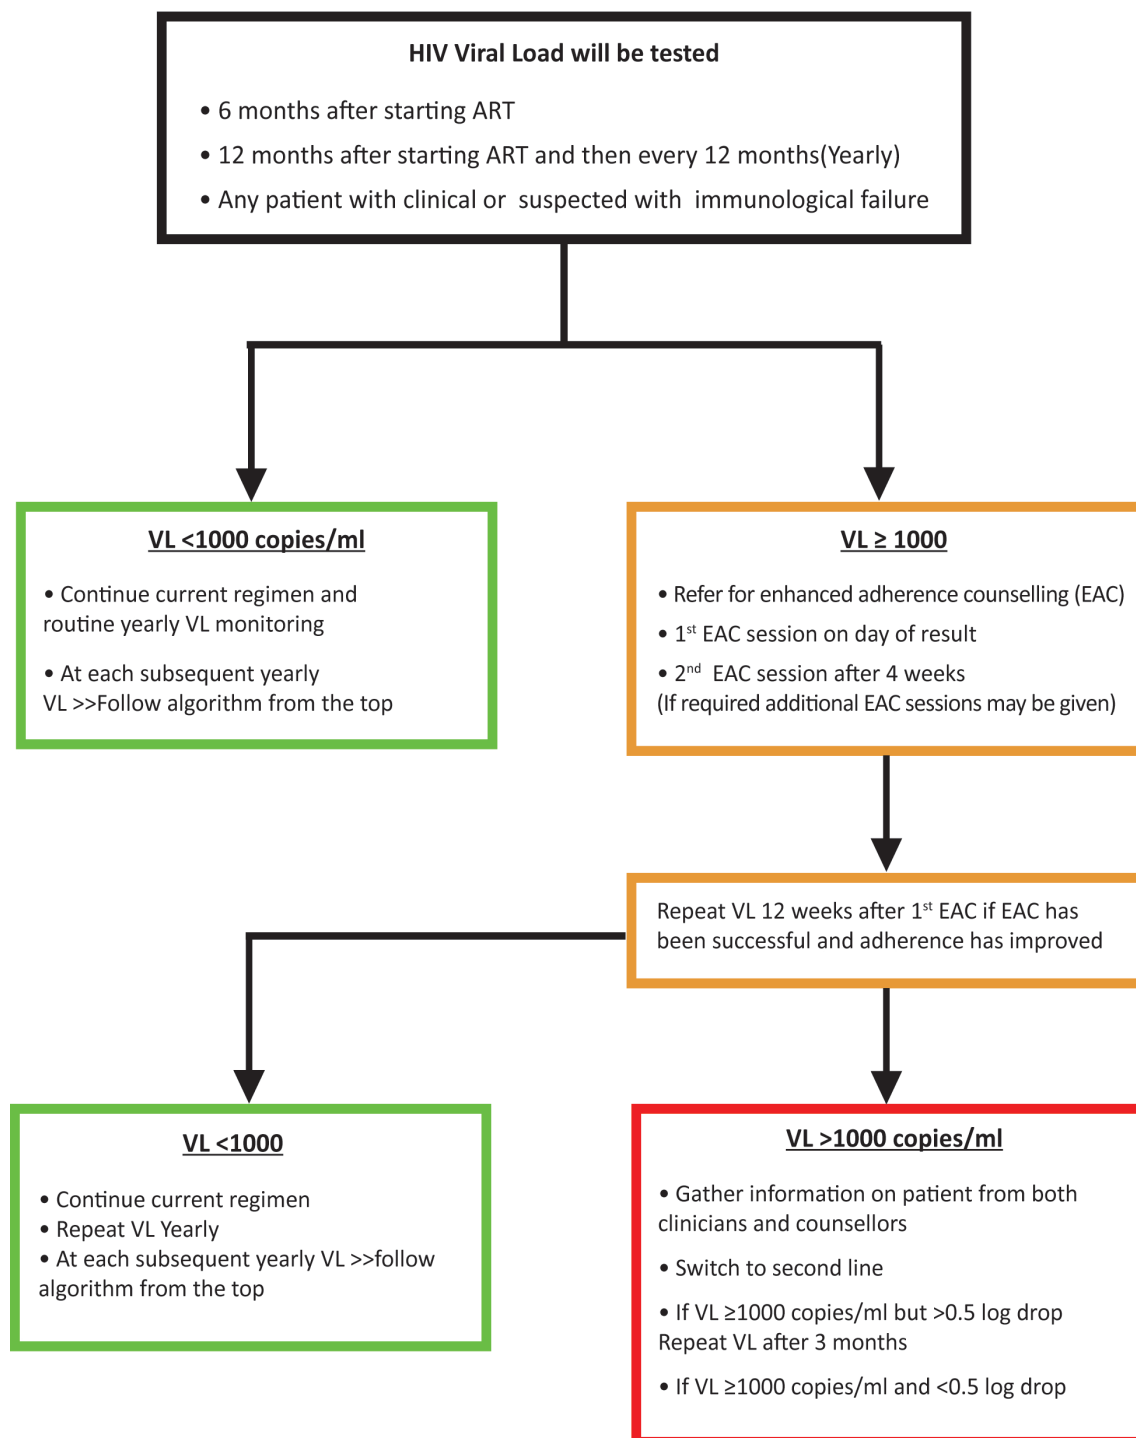 HIV Viral Load will be tested
• 6 months after starting ART
• 12 months after starting ART and then every 12 months(Yearly)
• Any patient with clinical or  suspected with  immunological failure
VL <1000 copies/ml
• Continue current regimen and
routine yearly VL monitoring
• At each subsequent yearly
VL >>Follow algorithm from the top
VL ≥ 1000
• Refer for enhanced adherence counselling (EAC)
• 1st EAC session on day of result
• 2nd  EAC session after 4 weeks
(If required additional EAC sessions may be given)
Repeat VL 12 weeks after 1st EAC if EAC has
been successful and adherence has improved
VL <1000
• Continue current regimen
• Repeat VL Yearly
• At each subsequent yearly VL >>follow
algorithm from the top
VL >1000 copies/ml
• Gather information on patient from both
clinicians and counsellors
• Switch to second line
• If VL ≥1000 copies/ml but >0.5 log drop
Repeat VL after 3 months
• If VL ≥1000 copies/ml and <0.5 log drop